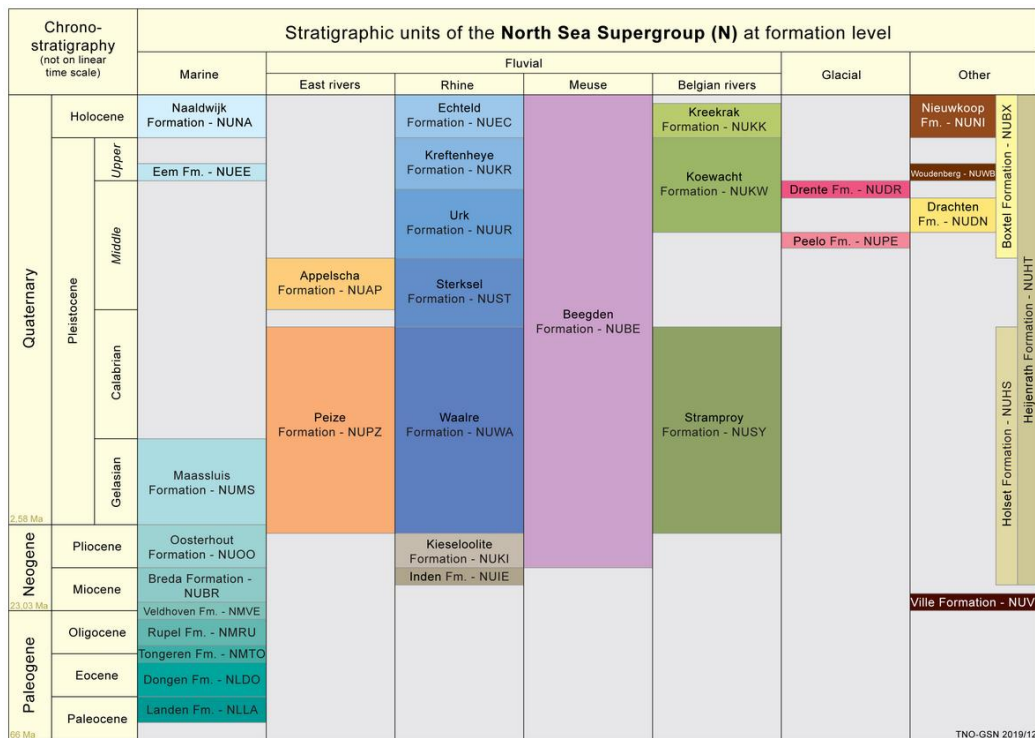 Chrono-
stratigraphy
(not on linear
time scale)
Stratigraphic units of the North Sea Supergroup (N) at formation level
Marine
Fluvial
East rivers
Rhine
Meuse
Belgian rivers
Glacial
Other
Quaternary
2,58 Ma
Neogene
23,03 Ma
Paleogene
66 Ma
Holocene
Pleistocene
Upper
Middle
Calabrian
Gelasian
Pliocene
Miocene
Oligocene
Eocene
Paleocene
Naaldwijk
Formation - NUNA
Eem Fm. - NUEE
Maassluis
Formation - NUMS
Oosterhout
Formation - NUOO
Breda Formation -
NUBR
Veldhoven Fm. - NMVE
Rupel Fm. - NMRU
Tongeren Fm. - NMTO
Dongen Fm. - NLDO
Landen Fm. - NLLA
Appelscha
Formation - NUAP
Peize
Formation - NUPZ
Echteld
Formation - NUEC
Kreftenheye
Formation - NUKR
Urk
Formation - NUUR
Sterksel
Formation - NUST
Waalre
Formation - NUWA
Kieseloolite
Formation - NUKI
Inden Fm. - NUIE
Beegden
Formation - NUBE
Kreekrak
Formation - NUKK
Koewacht
Formation - NUKW
Stramproy
Formation - NUSY
Drente Fm. - NUDR
Peelo Fm. - NUPE
Nieuwkoop
Fm. - NUNI
Woudenberg - NUWB
Drachten
Fm. - NUDN
Boxtel Formation - NUBX
Holset Formation - NUHS
Heijenrath Formation - NUHT
Ville Formation - NUVI